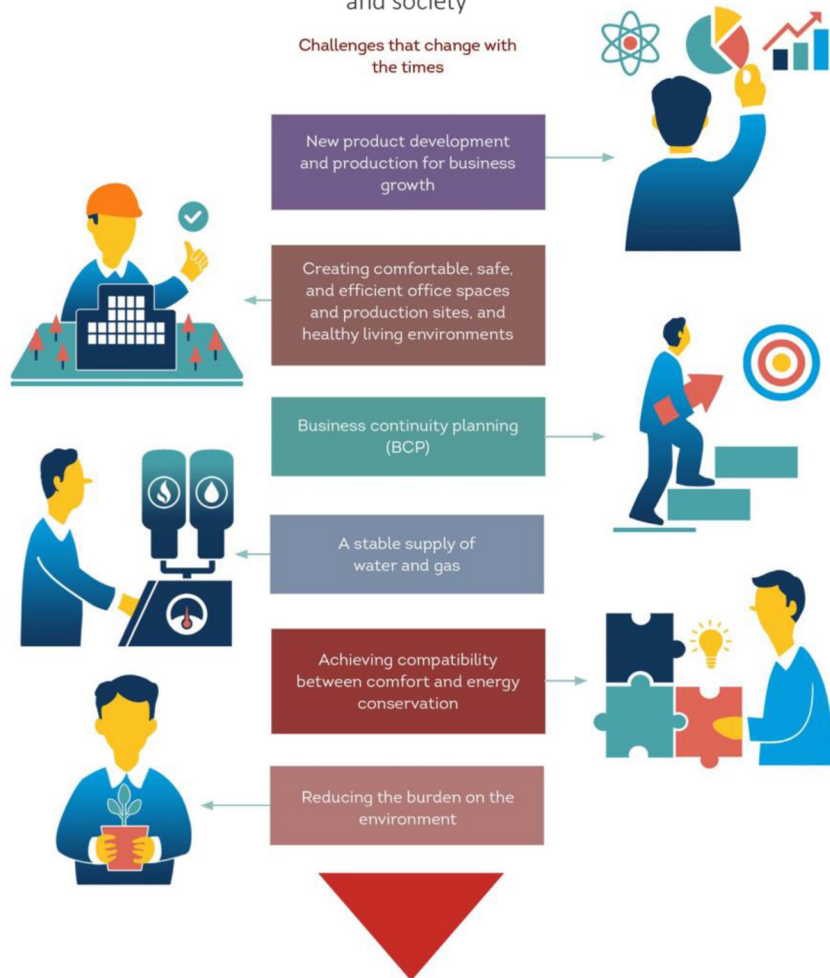 and society
Challenges that change with
the times
New product development
and production for business
growth
Creating comfortable, safe,
and efficient office spaces
and production sites, and
healthy living environments
Business continuity planning
(BCP)
A stable supply of
water and gas
Achieving compatibility
between comfort and energy
conservation
Reducing the burden on the
environment